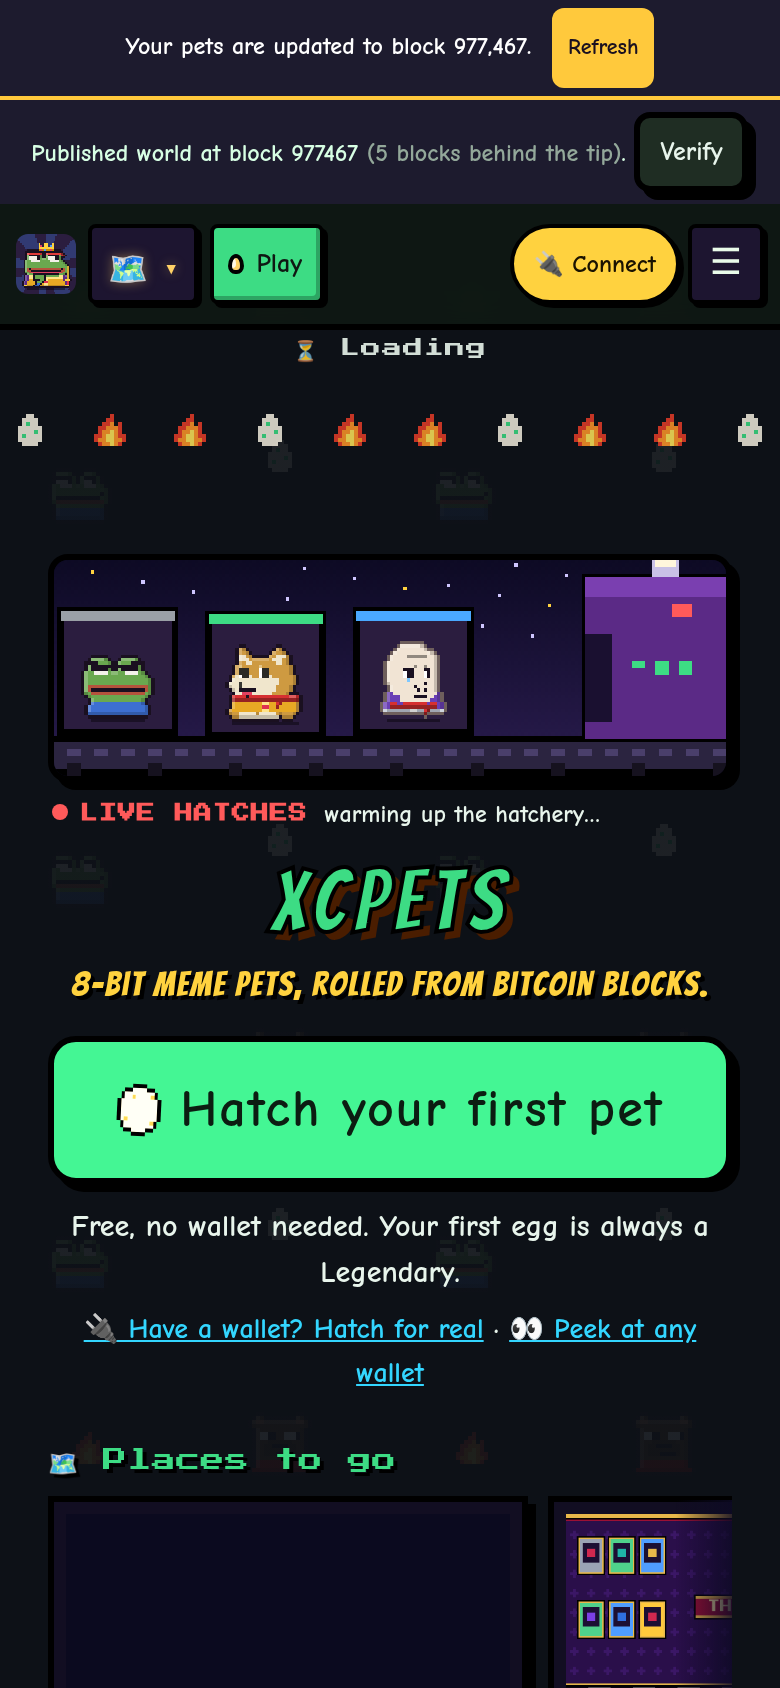 Your pets are updated to block 977,467. Refresh
Published world at block 977467 (5 blocks behind the tip). Verify
Play
Connect
Loading
LIVE HATCHES warming up the hatchery...
XCPETS
8-BIT MEME PETS, ROLLED FROM BITCOIN BLOCKS.
Hatch your first pet
Free, no wallet needed. Your first egg is always a
Legendary.
Have a wallet? Hatch for real · Peek at any
wallet
Places to go
TH